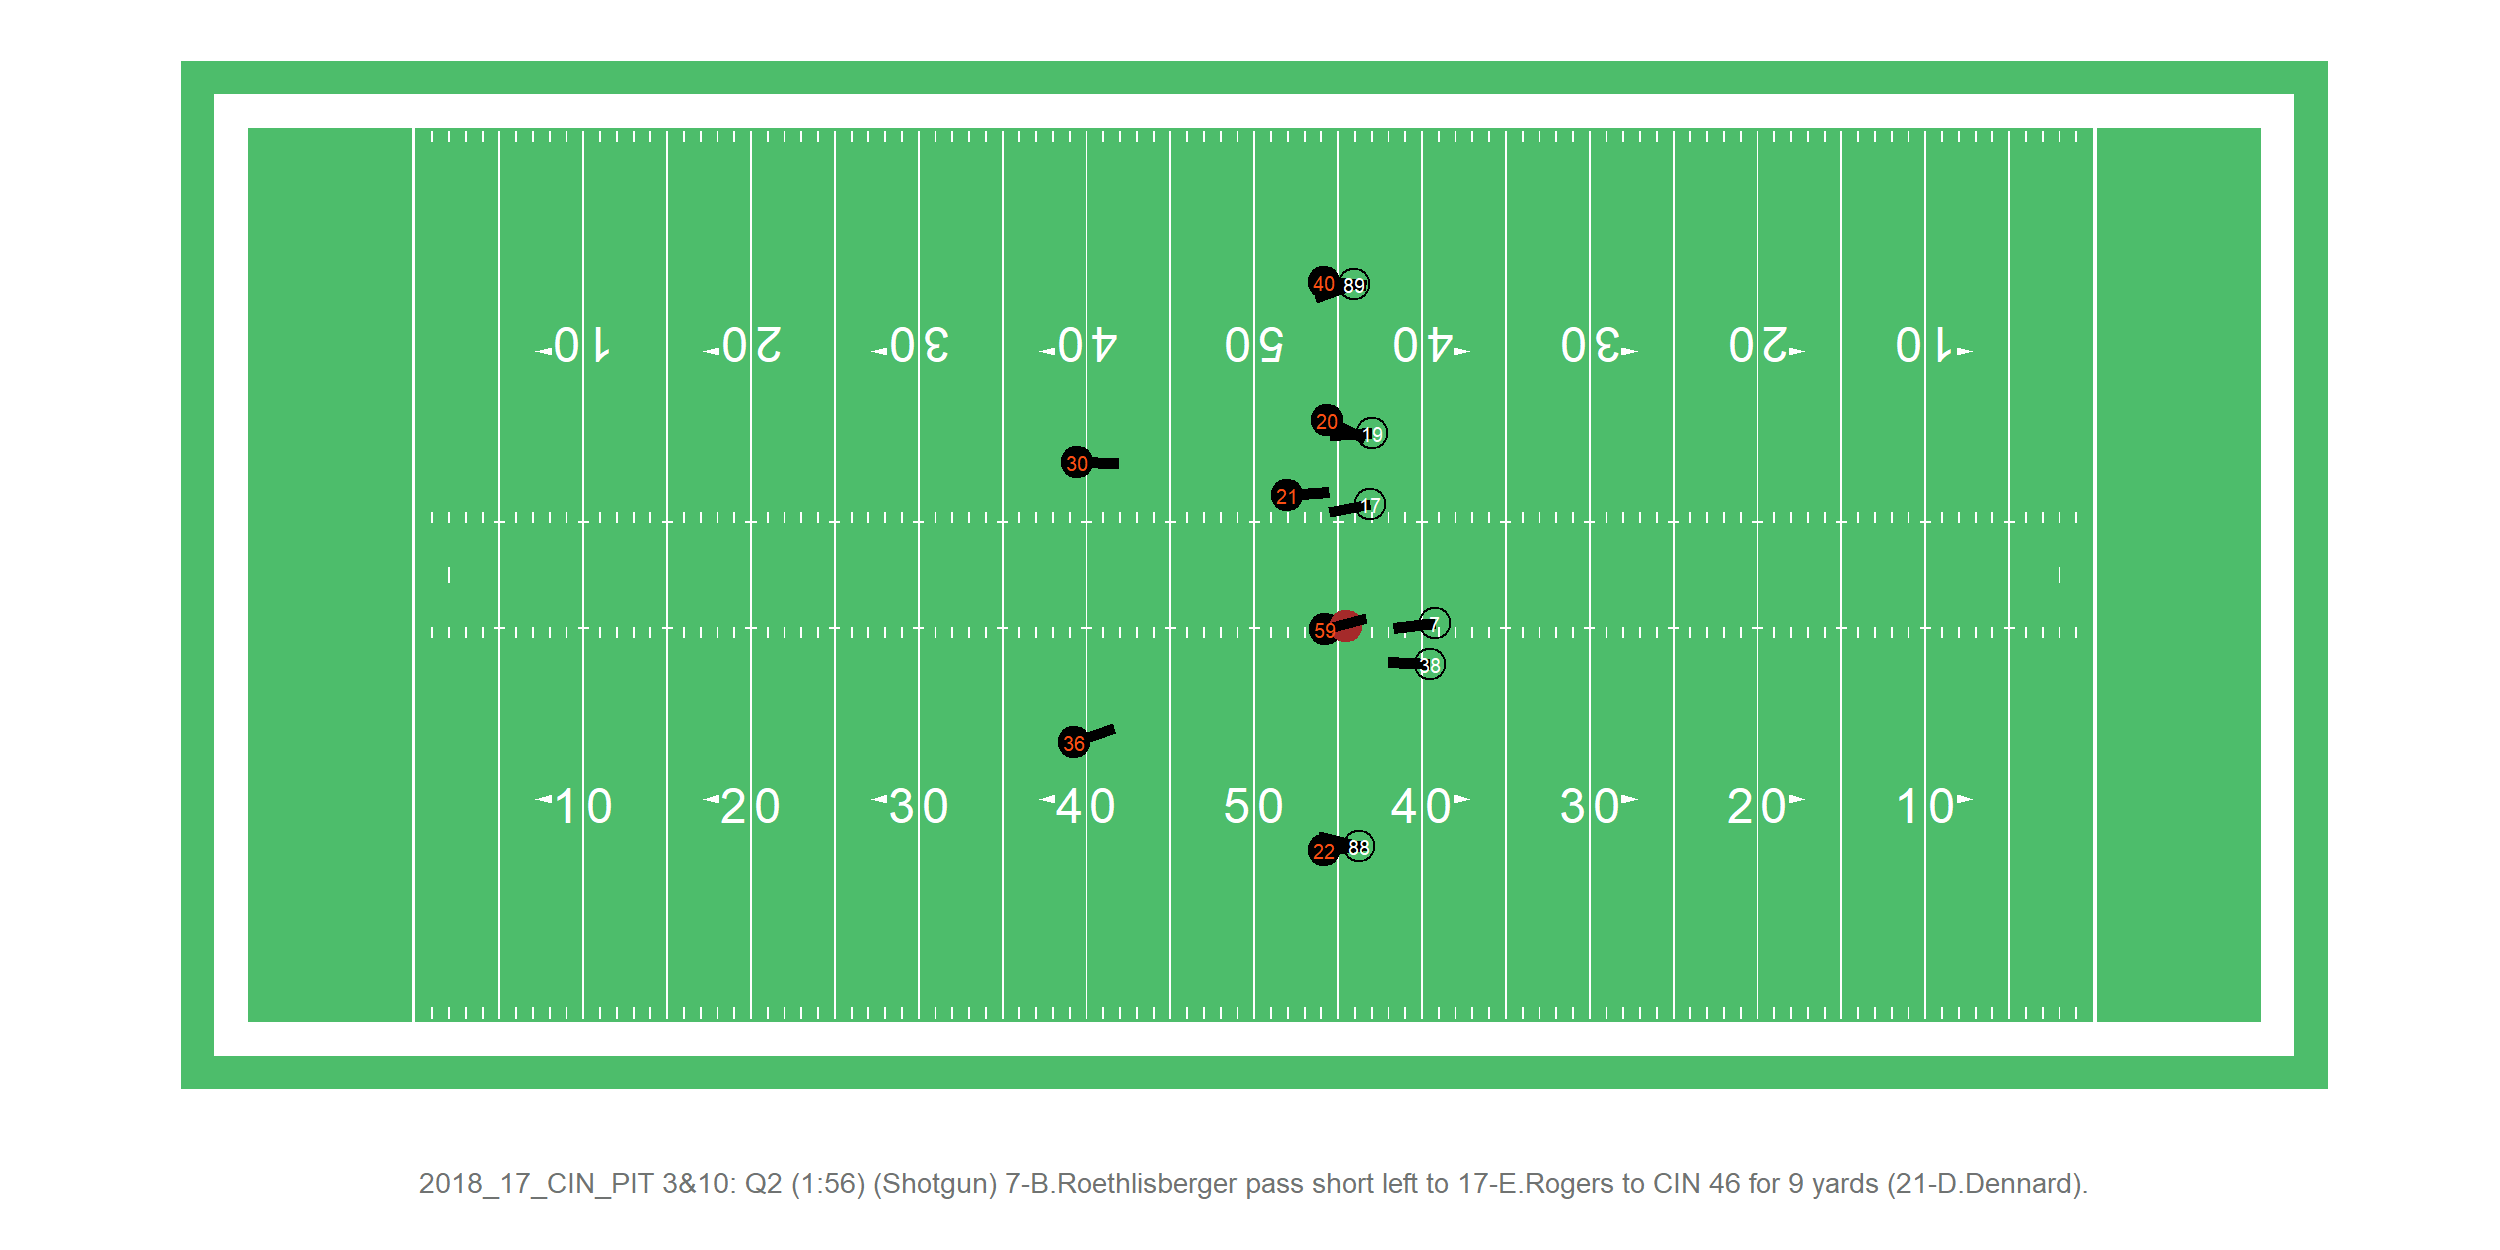 40 89
10 20 30 40 50 40 30 20 10
20 19
30
21 17
59 7
38
36
10 20 30 40 50 40 30 20 10
22 88
2018_17_CIN_PIT 3&10: Q2 (1:56) (Shotgun) 7-B.Roethlisberger pass short left to 17-E.Rogers to CIN 46 for 9 yards (21-D.Dennard).